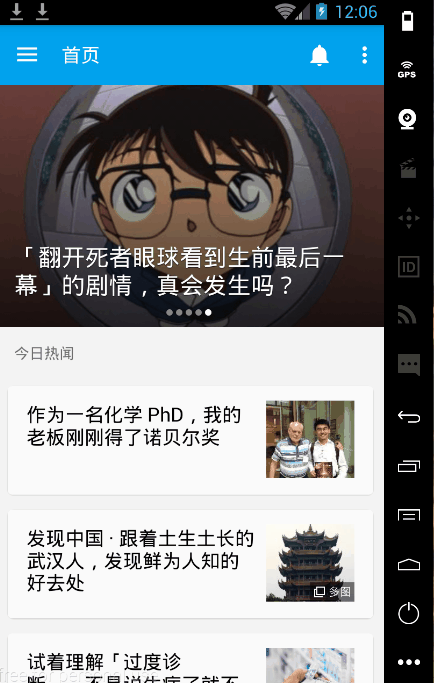 12:06
首页
GPS
「翻开死者眼球看到生前最后一
幕」的剧情，真会发生吗？
ID
今日热闻
作为一名化学 PhD，我的
老板刚刚得了诺贝尔奖
发现中国 · 跟着土生土长的
武汉人，发现鲜为人知的
好去处
多图
试着理解「过度诊
free for personal